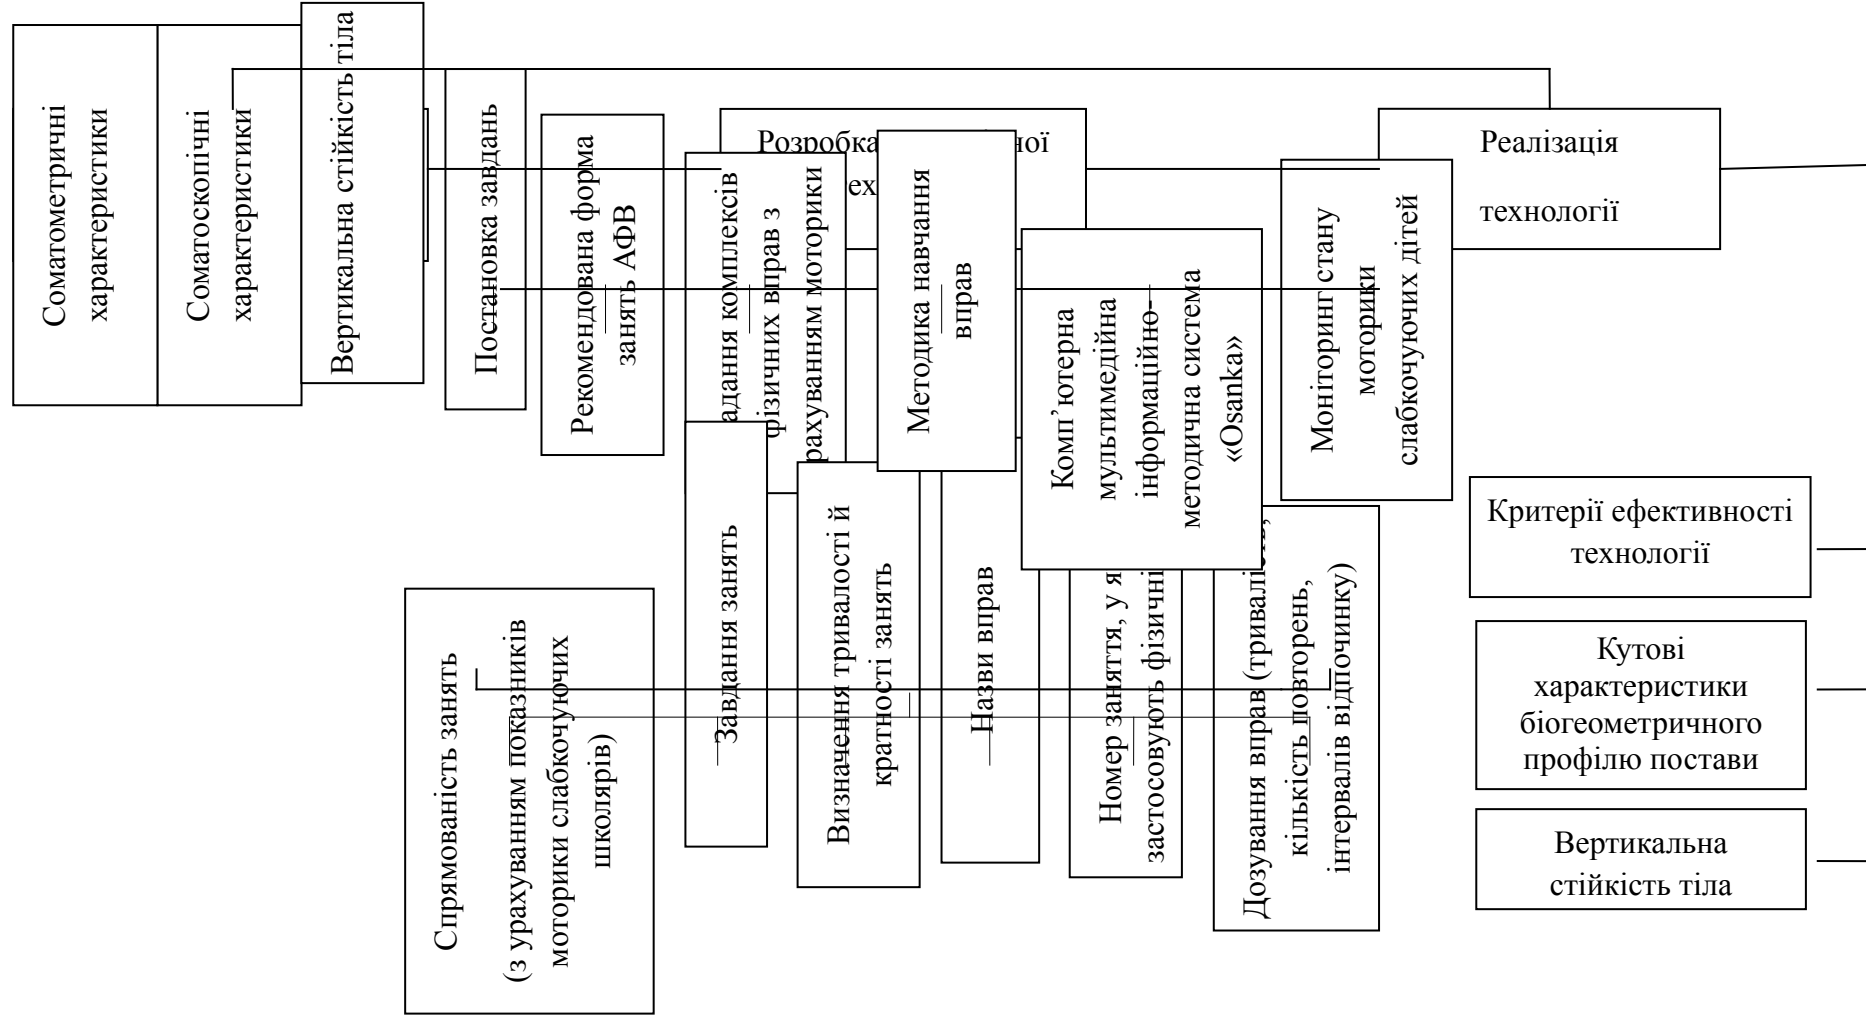 Соматометричні
характеристики
Соматоскопічні
характеристики
Вертикальна стійкість тіла
Постановка завдань
Рекомендована форма
занять АФВ
фізичних вправ з
комплексів
моторики
Розробка
Методика навчання
вправ
Комп’ютерна
мультимедійна
інформаційно-
методична система
«Osanka»
Моніторинг стану
моторики
слабкочуючих дітей
Реалізація
технології
Критерії ефективності
технології
Кутові
характеристики
біогеометричного
профілю постави
Вертикальна
стійкість тіла
Спрямованість занять
(з урахуванням показників
моторики слабкочуючих
школярів)
Завдання занять
Визначення тривалості й
кратності занять
Назви вправ
Номер заняття, у
застосовують фізичні
Дозування вправ (тривалість,
кількість повторень,
інтервалів відпочинку)